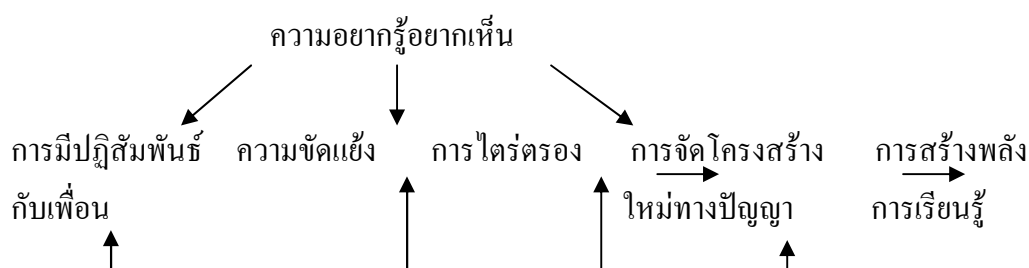 ความอยากรู้อยากเห็น
การมีปฏิสัมพันธ์ ความขัดแย้ง การไตร่ตรอง การจัดโครงสร้าง การสร้างพลัง
กับเพื่อน ใหม่ทางปัญญา การเรียนรู้